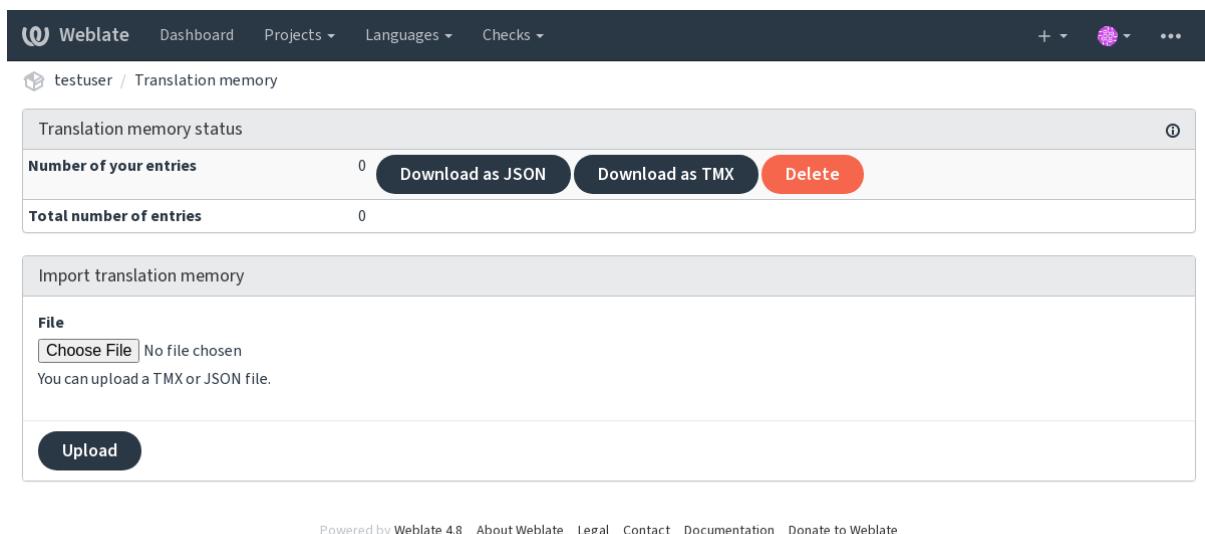 Weblate Dashboard Projects Languages Checks
testuser / Translation memory
Translation memory status
Number of your entries 0 Download as JSON Download as TMX Delete
Total number of entries 0
Import translation memory
File
Choose File No file chosen
You can upload a TMX or JSON file.
Upload
Powered by Weblate 4.8 About Weblate Legal Contact Documentation Donate to Weblate